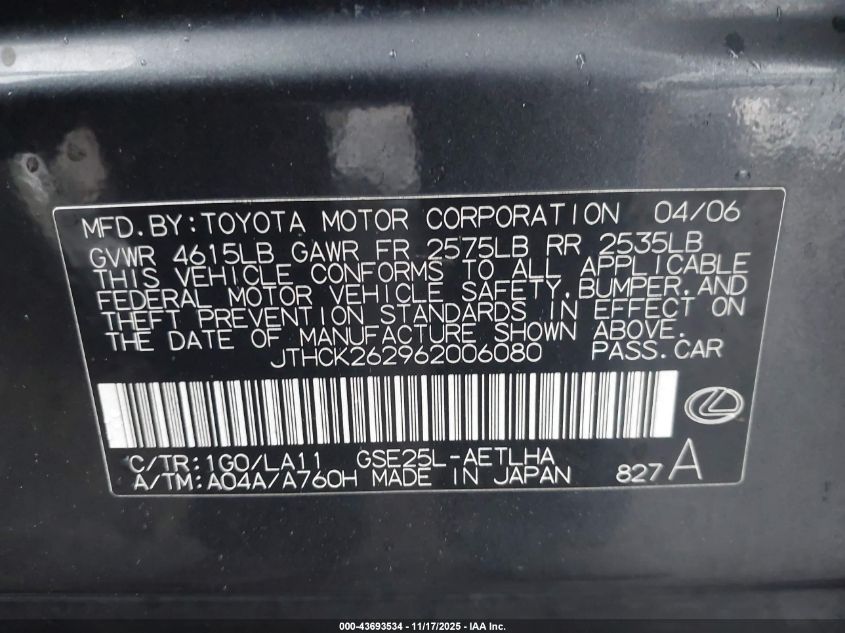 MFD.BY:TOYOTA MOTOR CORPORATION 04/06
GVWR 4615LB GAWR FR 2575LB RR 2535LB
THIS VEHICLE CONFORMS TO ALL APPLICABLE
FEDERAL MOTOR VEHICLE SAFETY,BUMPER,AND
THEFT PREVENTION STANDARDS IN EFFECT ON
THE DATE OF MANUFACTURE SHOWN ABOVE.
JTHCK262962006080 PASS.CAR
C/TR:1G0/LA11 GSE25L-AETLHA
A/TM:A04A/A760H MADE IN JAPAN 827A
000-43693534 - 11/17/2025 - IAA Inc.